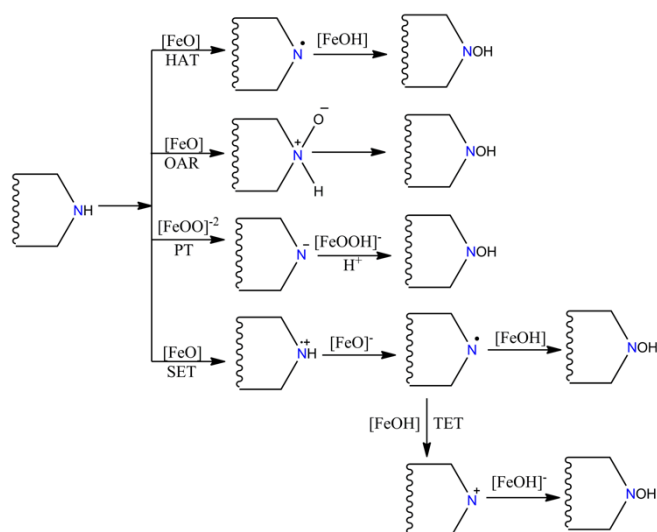 [FeO]
HAT
N•
[FeOH]
NOH
[FeO]
OAR
O−
N+
H
NOH
NH
[FeOO]-2
PT
N−
[FeOOH]-
H+
NOH
[FeO]
SET
NH•+
[FeO]-
N•
[FeOH]
NOH
[FeOH] TET
N+
[FeOH]-
NOH